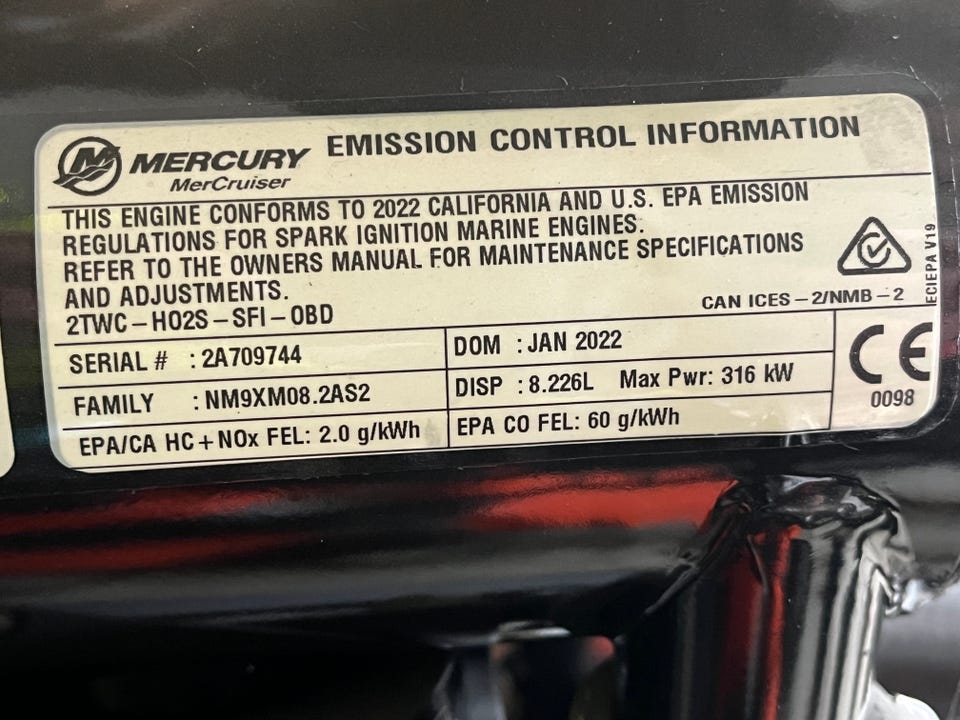 MERCURY
MerCruiser
EMISSION CONTROL INFORMATION
THIS ENGINE CONFORMS TO 2022 CALIFORNIA AND U.S. EPA EMISSION
REGULATIONS FOR SPARK IGNITION MARINE ENGINES.
REFER TO THE OWNERS MANUAL FOR MAINTENANCE SPECIFICATIONS
AND ADJUSTMENTS.
2TWC-HO2S-SFI-OBD
CAN ICES-2/NMB-2
ECIEPA V19
SERIAL # : 2A709744
DOM : JAN 2022
FAMILY : NM9XM08.2AS2
DISP : 8.226L Max Pwr: 316 kW
EPA/CA HC+NOx FEL: 2.0 g/kWh
EPA CO FEL: 60 g/kWh
CE
0098